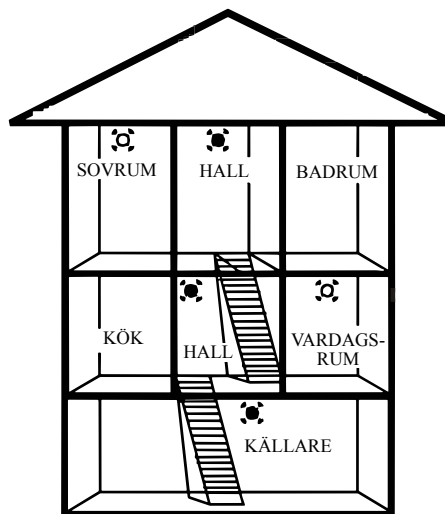 SOVRUM
HALL
BADRUM
KÖK
HALL
VARDAGS-
RUM
KÄLLARE